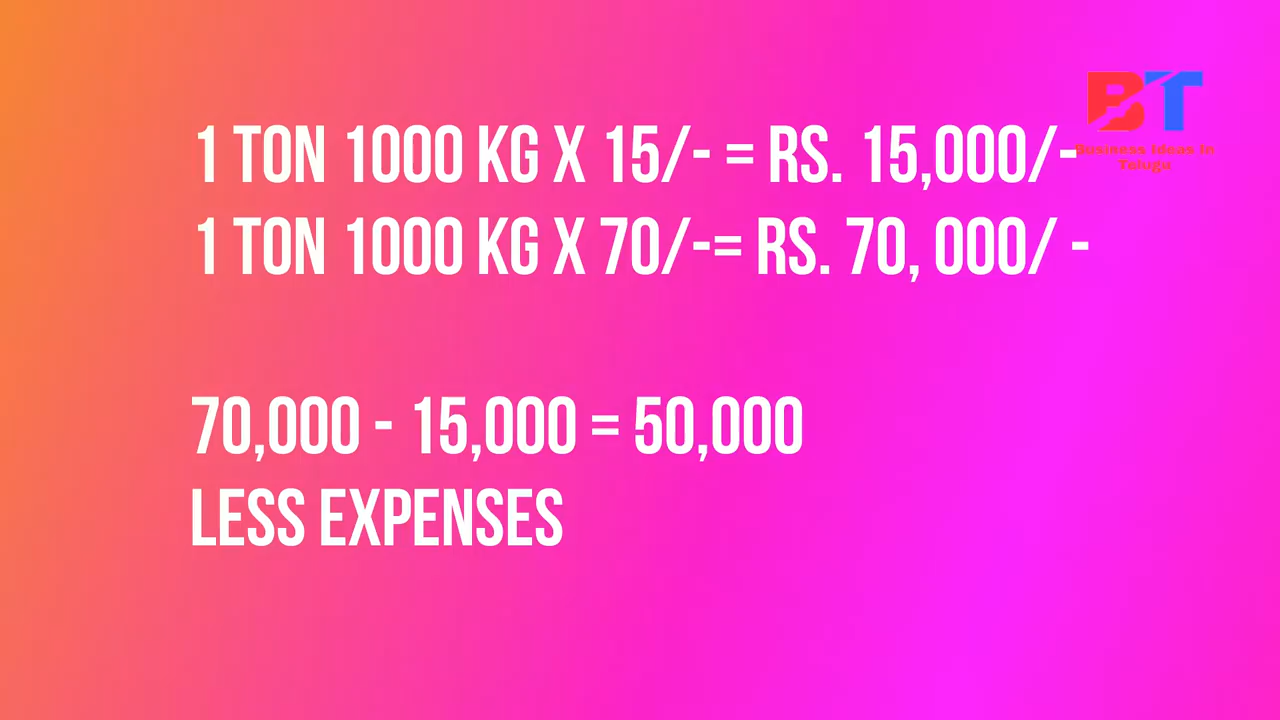 1 TON 1000 KG X 15/- = RS. 15,000/-
1 TON 1000 KG X 70/-= RS. 70, 000/ -
70,000 - 15,000 = 50,000
LESS EXPENSES
BT
Business Ideas In
Telugu